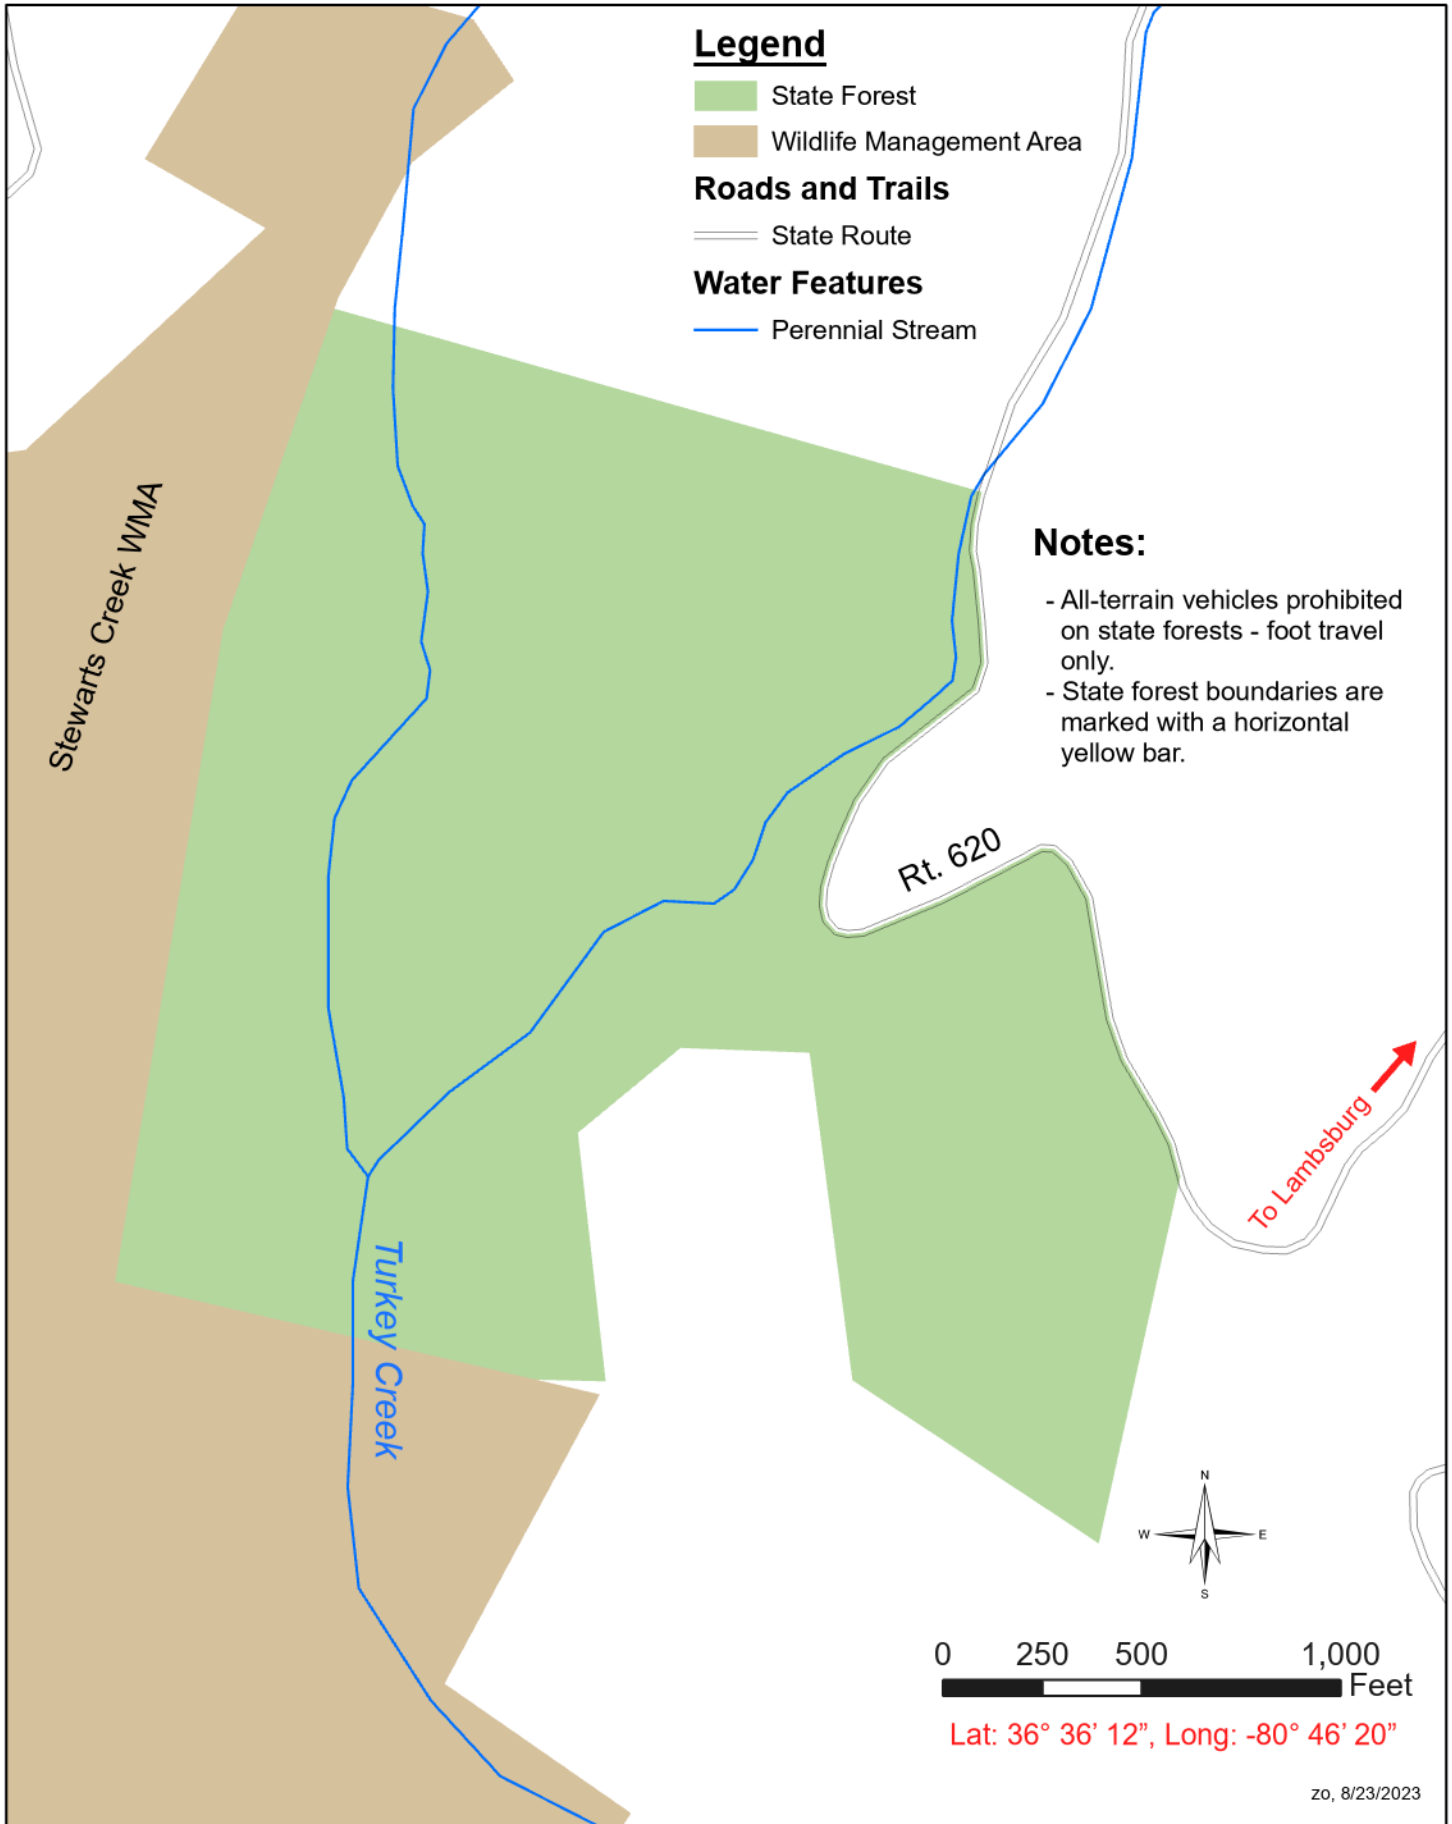 Legend
State Forest
Wildlife Management Area
Roads and Trails
State Route
Water Features
Perennial Stream
Stewarts Creek WMA
Notes:
- All-terrain vehicles prohibited
on state forests - foot travel
only.
- State forest boundaries are
marked with a horizontal
yellow bar.
Rt. 620
To Lambsburg
Turkey Creek
N
W E
S
0 250 500 1,000
Feet
Lat: 36° 36’ 12”, Long: -80° 46’ 20”
zo, 8/23/2023